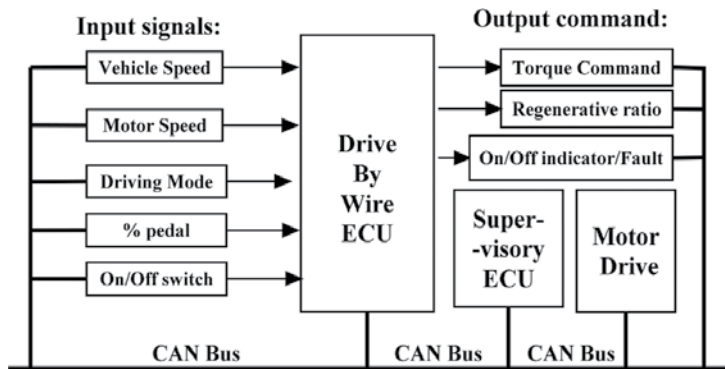 Input signals:
Output command:
Vehicle Speed
Motor Speed
Driving Mode
% pedal
On/Off switch
Drive
By
Wire
ECU
Torque Command
Regenerative ratio
On/Off indicator/Fault
Super-
-visory
ECU
Motor
Drive
CAN Bus
CAN Bus
CAN Bus